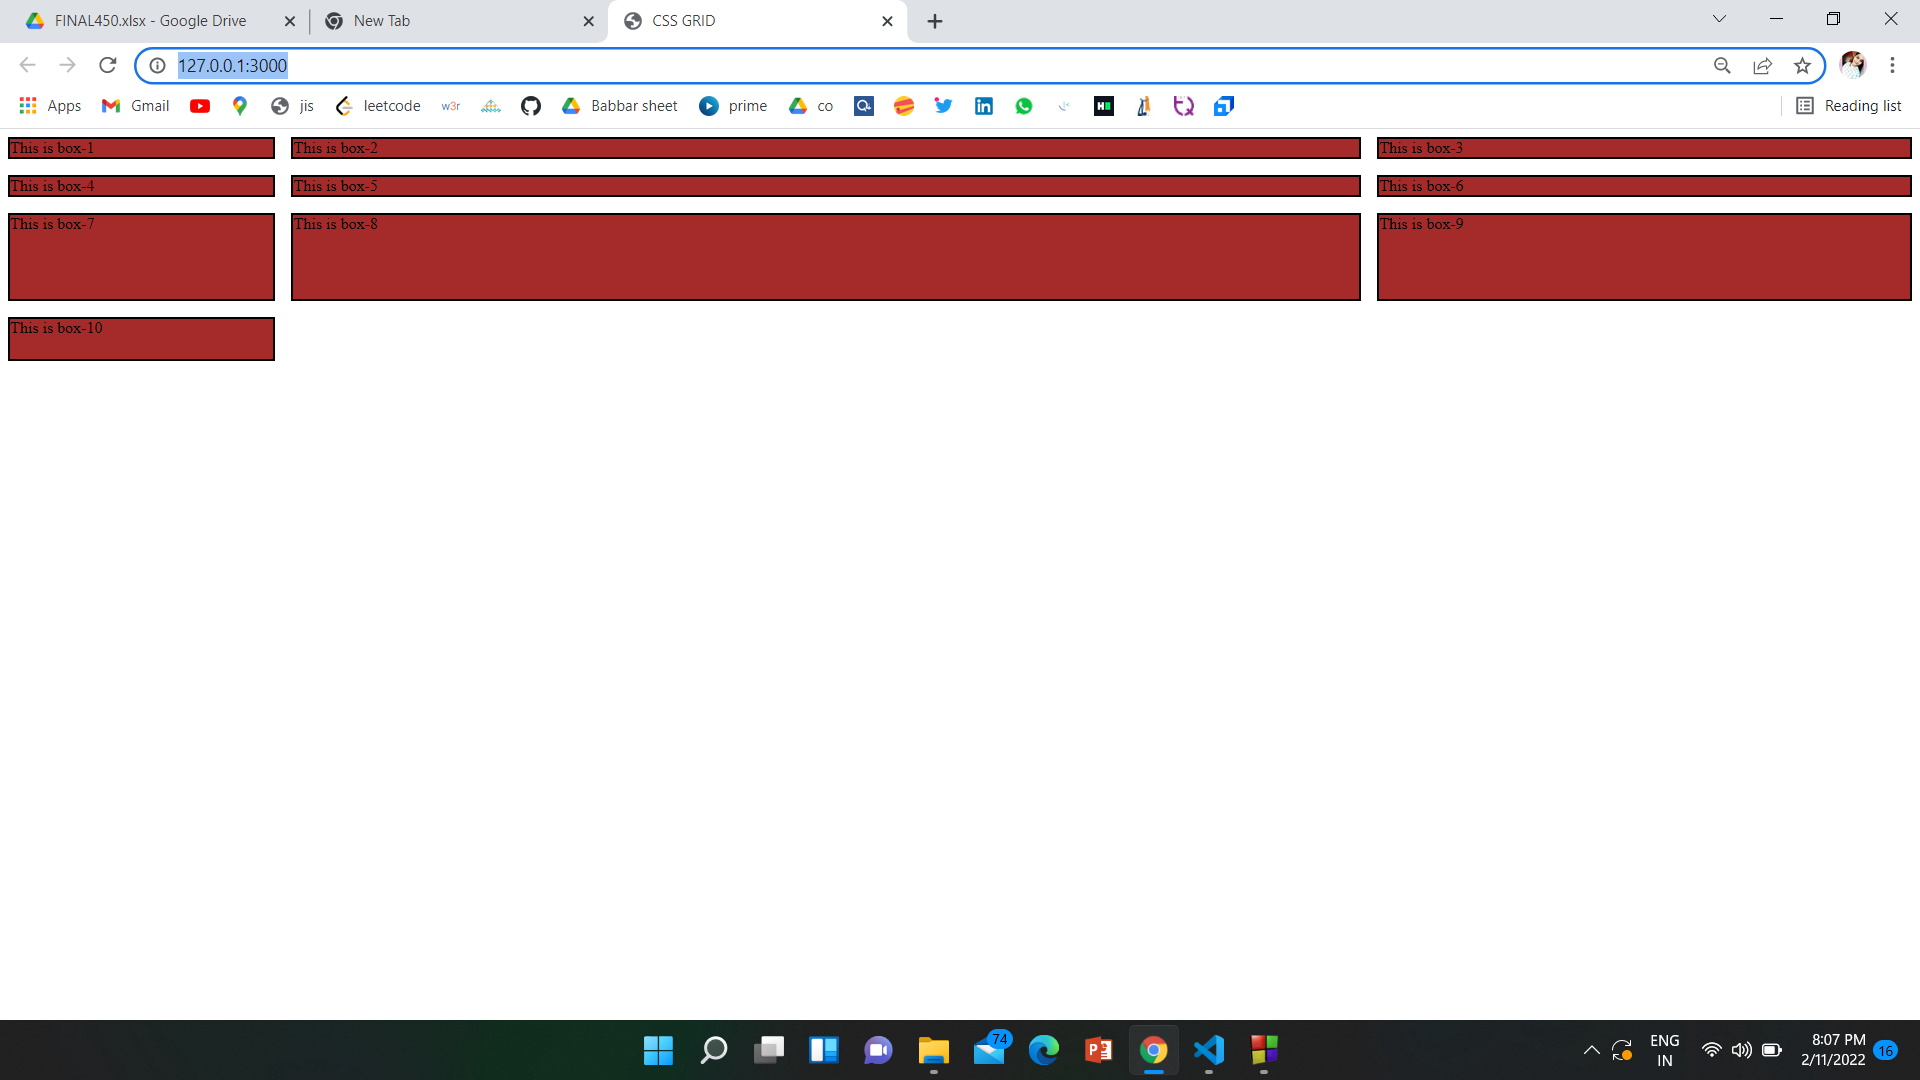 FINAL450.xlsx - Google Drive
New Tab
CSS GRID
127.0.0.1:3000
Apps
Gmail
jis
leetcode
w3r
Babbar sheet
prime
co
Reading list
This is box-1
This is box-2
This is box-3
This is box-4
This is box-5
This is box-6
This is box-7
This is box-8
This is box-9
This is box-10
74
ENG
IN
8:07 PM
2/11/2022
16